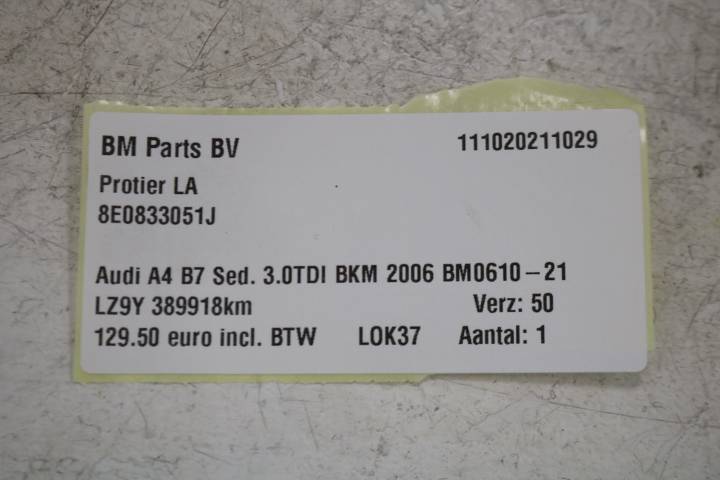 BM Parts BV 111020211029
Protier LA
8E0833051J
Audi A4 B7 Sed. 3.0TDI BKM 2006 BM0610-21
LZ9Y 389918km Verz: 50
129.50 euro incl. BTW LOK37 Aantal: 1